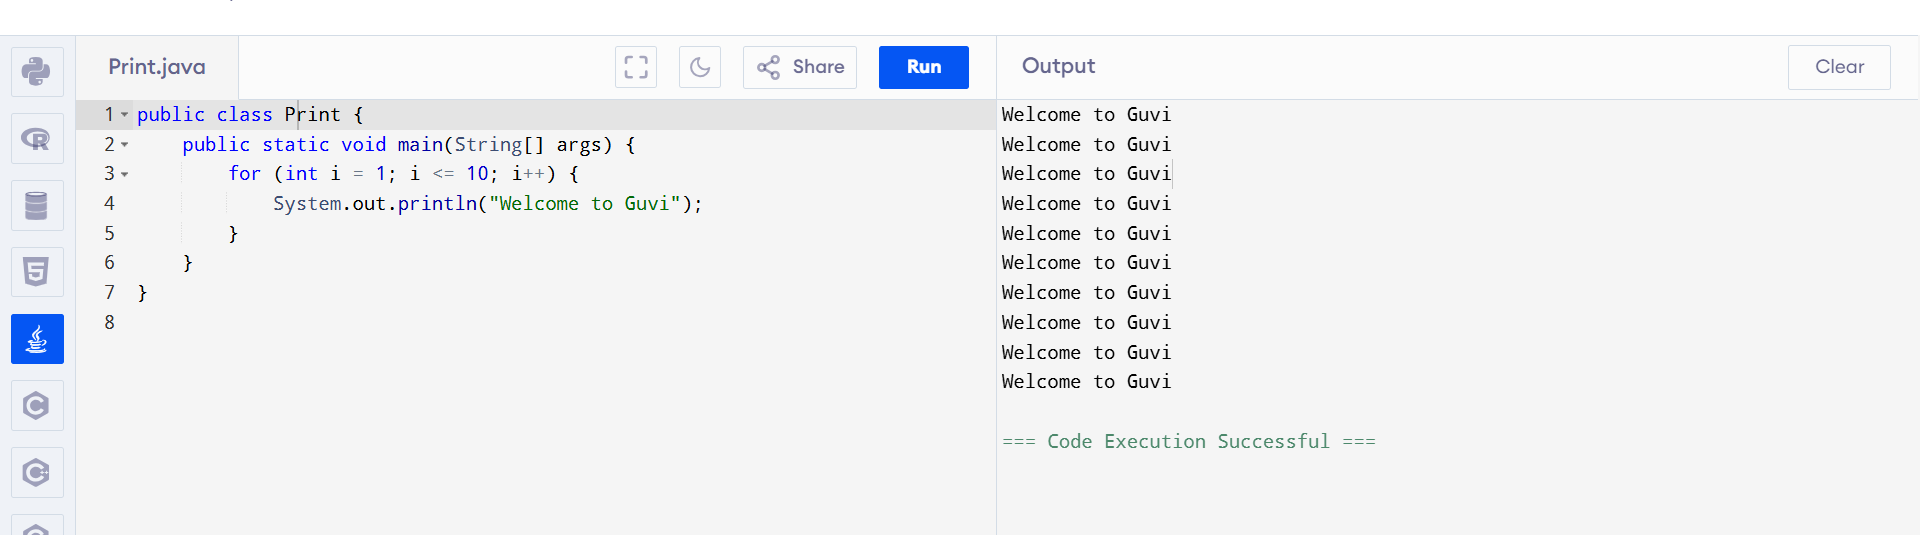 Print.java
Share
Run
Output
Clear
1 public class Print {
2     public static void main(String[] args) {
3         for (int i = 1; i <= 10; i++) {
4             System.out.println("Welcome to Guvi");
5         }
6     }
7 }
8
Welcome to Guvi
Welcome to Guvi
Welcome to Guvi
Welcome to Guvi
Welcome to Guvi
Welcome to Guvi
Welcome to Guvi
Welcome to Guvi
Welcome to Guvi
Welcome to Guvi
=== Code Execution Successful ===